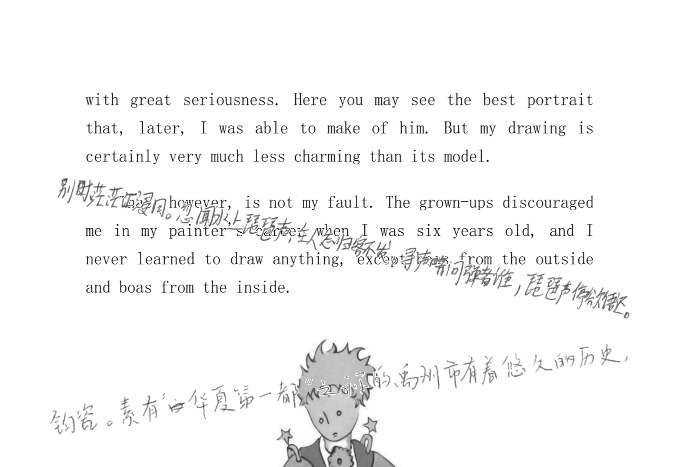 with great seriousness. Here you may see the best portrait
that, later, I was able to make of him. But my drawing is
certainly very much less charming than its model.
别时茫茫江浸月。忽闻水上琵琶声,主人忘归客不发。寻声暗问弹者谁,琵琶声停欲语迟。
That, however, is not my fault. The grown-ups discouraged
me in my painter's career when I was six years old, and I
never learned to draw anything, except boas from the outside
and boas from the inside.
钧瓷。素有“华夏第一都”之称的禹州市有着悠久的历史,